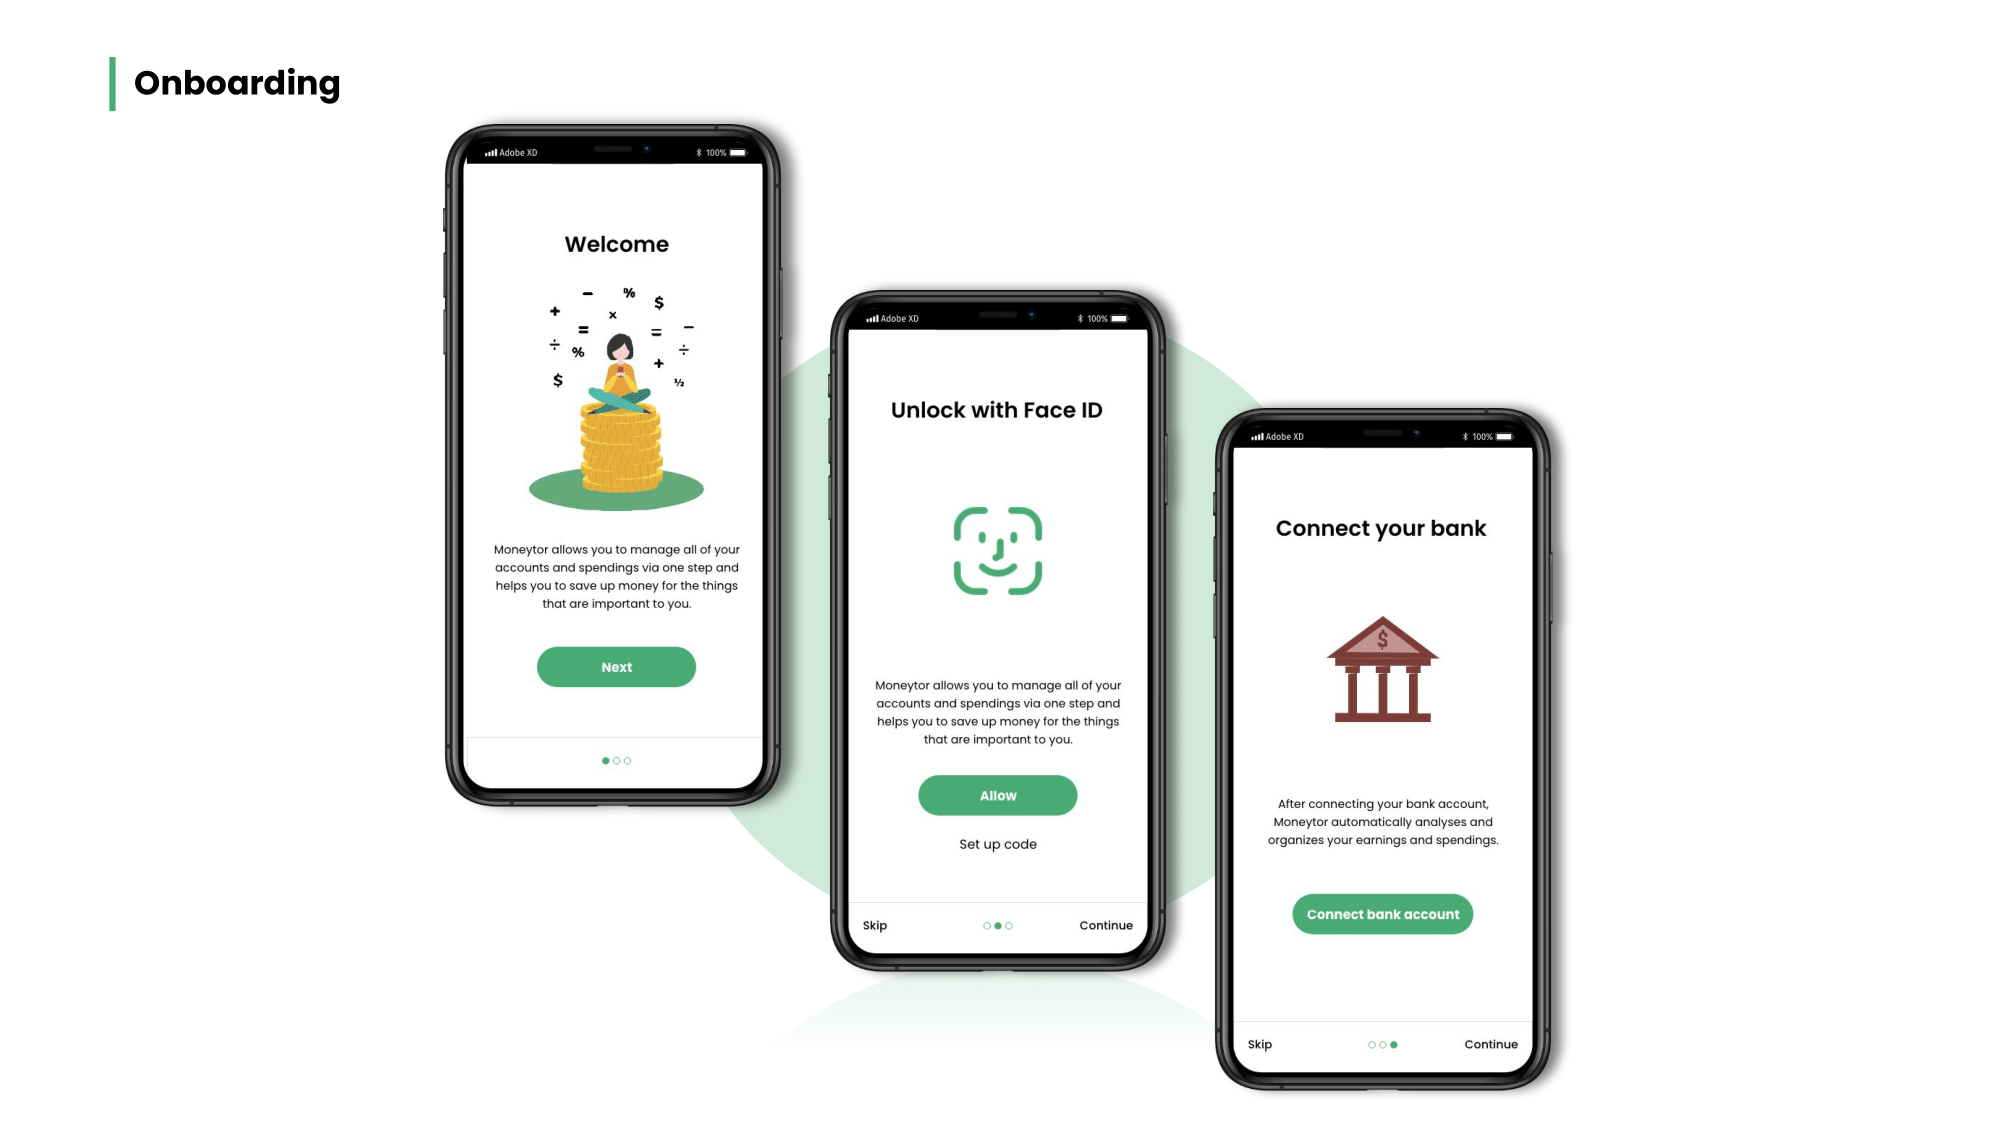 Onboarding
Adobe XD 100%
Welcome
− % $
+ ×
= = −
÷ % ÷
+
$ ½
Moneytor allows you to manage all of your
accounts and spendings via one step and
helps you to save up money for the things
that are important to you.
Next
Adobe XD 100%
Unlock with Face ID
Moneytor allows you to manage all of your
accounts and spendings via one step and
helps you to save up money for the things
that are important to you.
Allow
Set up code
Skip Continue
Adobe XD 100%
Connect your bank
$
After connecting your bank account,
Moneytor automatically analyses and
organizes your earnings and spendings.
Connect bank account
Skip Continue